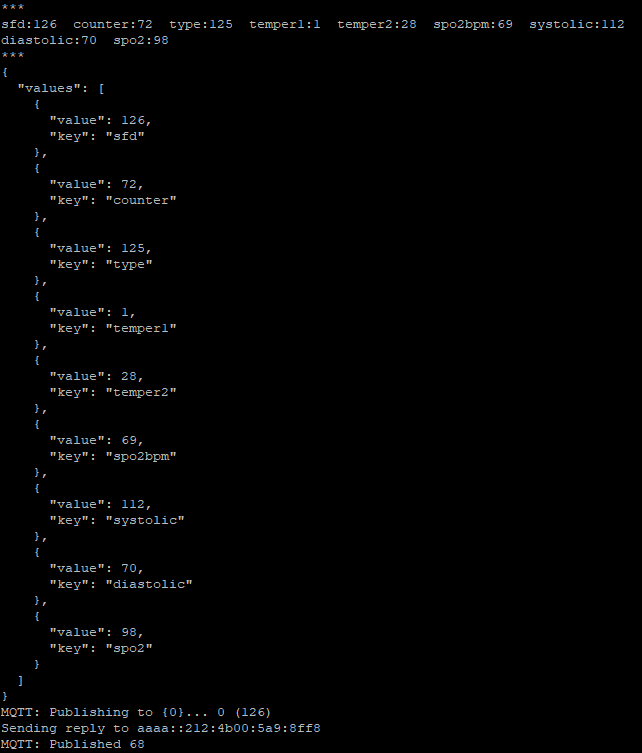 ***
sfd:126  counter:72  type:125  temper1:1  temper2:28  spo2bpm:69  systolic:112
diastolic:70  spo2:98
***
{
  "values": [
    {
      "value": 126,
      "key": "sfd"
    },
    {
      "value": 72,
      "key": "counter"
    },
    {
      "value": 125,
      "key": "type"
    },
    {
      "value": 1,
      "key": "temper1"
    },
    {
      "value": 28,
      "key": "temper2"
    },
    {
      "value": 69,
      "key": "spo2bpm"
    },
    {
      "value": 112,
      "key": "systolic"
    },
    {
      "value": 70,
      "key": "diastolic"
    },
    {
      "value": 98,
      "key": "spo2"
    }
  ]
}
MQTT: Publishing to {0}... 0 (126)
Sending reply to aaaa::212:4b00:5a9:8ff8
MQTT: Published 68